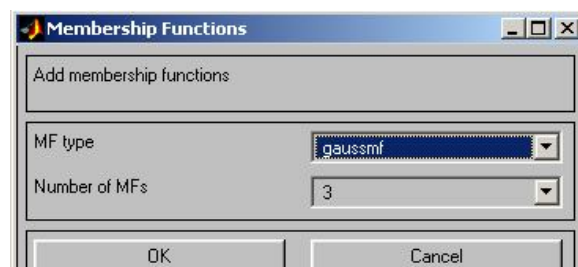 Membership Functions
Add membership functions
MF type gaussmf
Number of MFs 3
OK Cancel